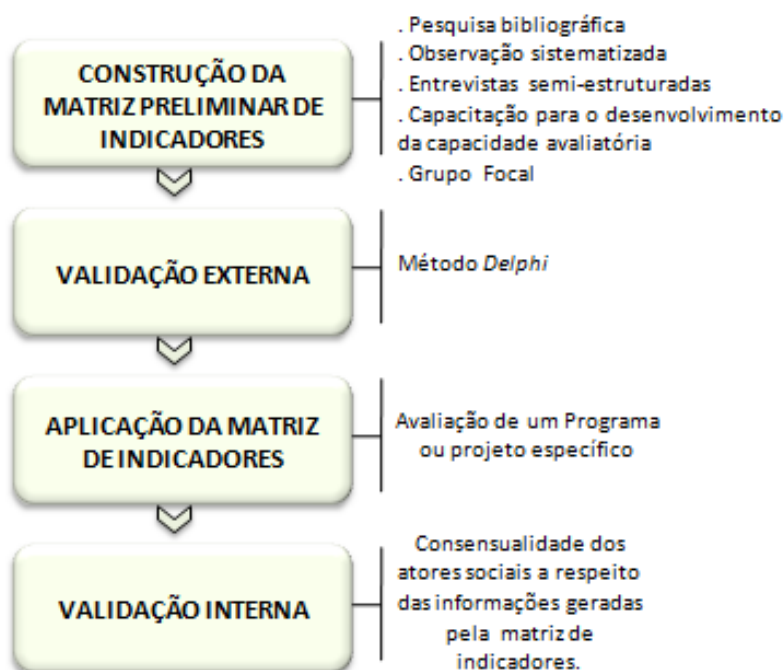 CONSTRUÇÃO DA
MATRIZ PRELIMINAR DE
INDICADORES
. Pesquisa bibliográfica
. Observação sistematizada
. Entrevistas semi-estruturadas
. Capacitação para o desenvolvimento
da capacidade avaliatória
. Grupo Focal
VALIDAÇÃO EXTERNA
Método Delphi
APLICAÇÃO DA MATRIZ
DE INDICADORES
Avaliação de um Programa
ou projeto específico
VALIDAÇÃO INTERNA
Consensualidade dos
atores sociais a respeito
das informações geradas
pela matriz de
indicadores.